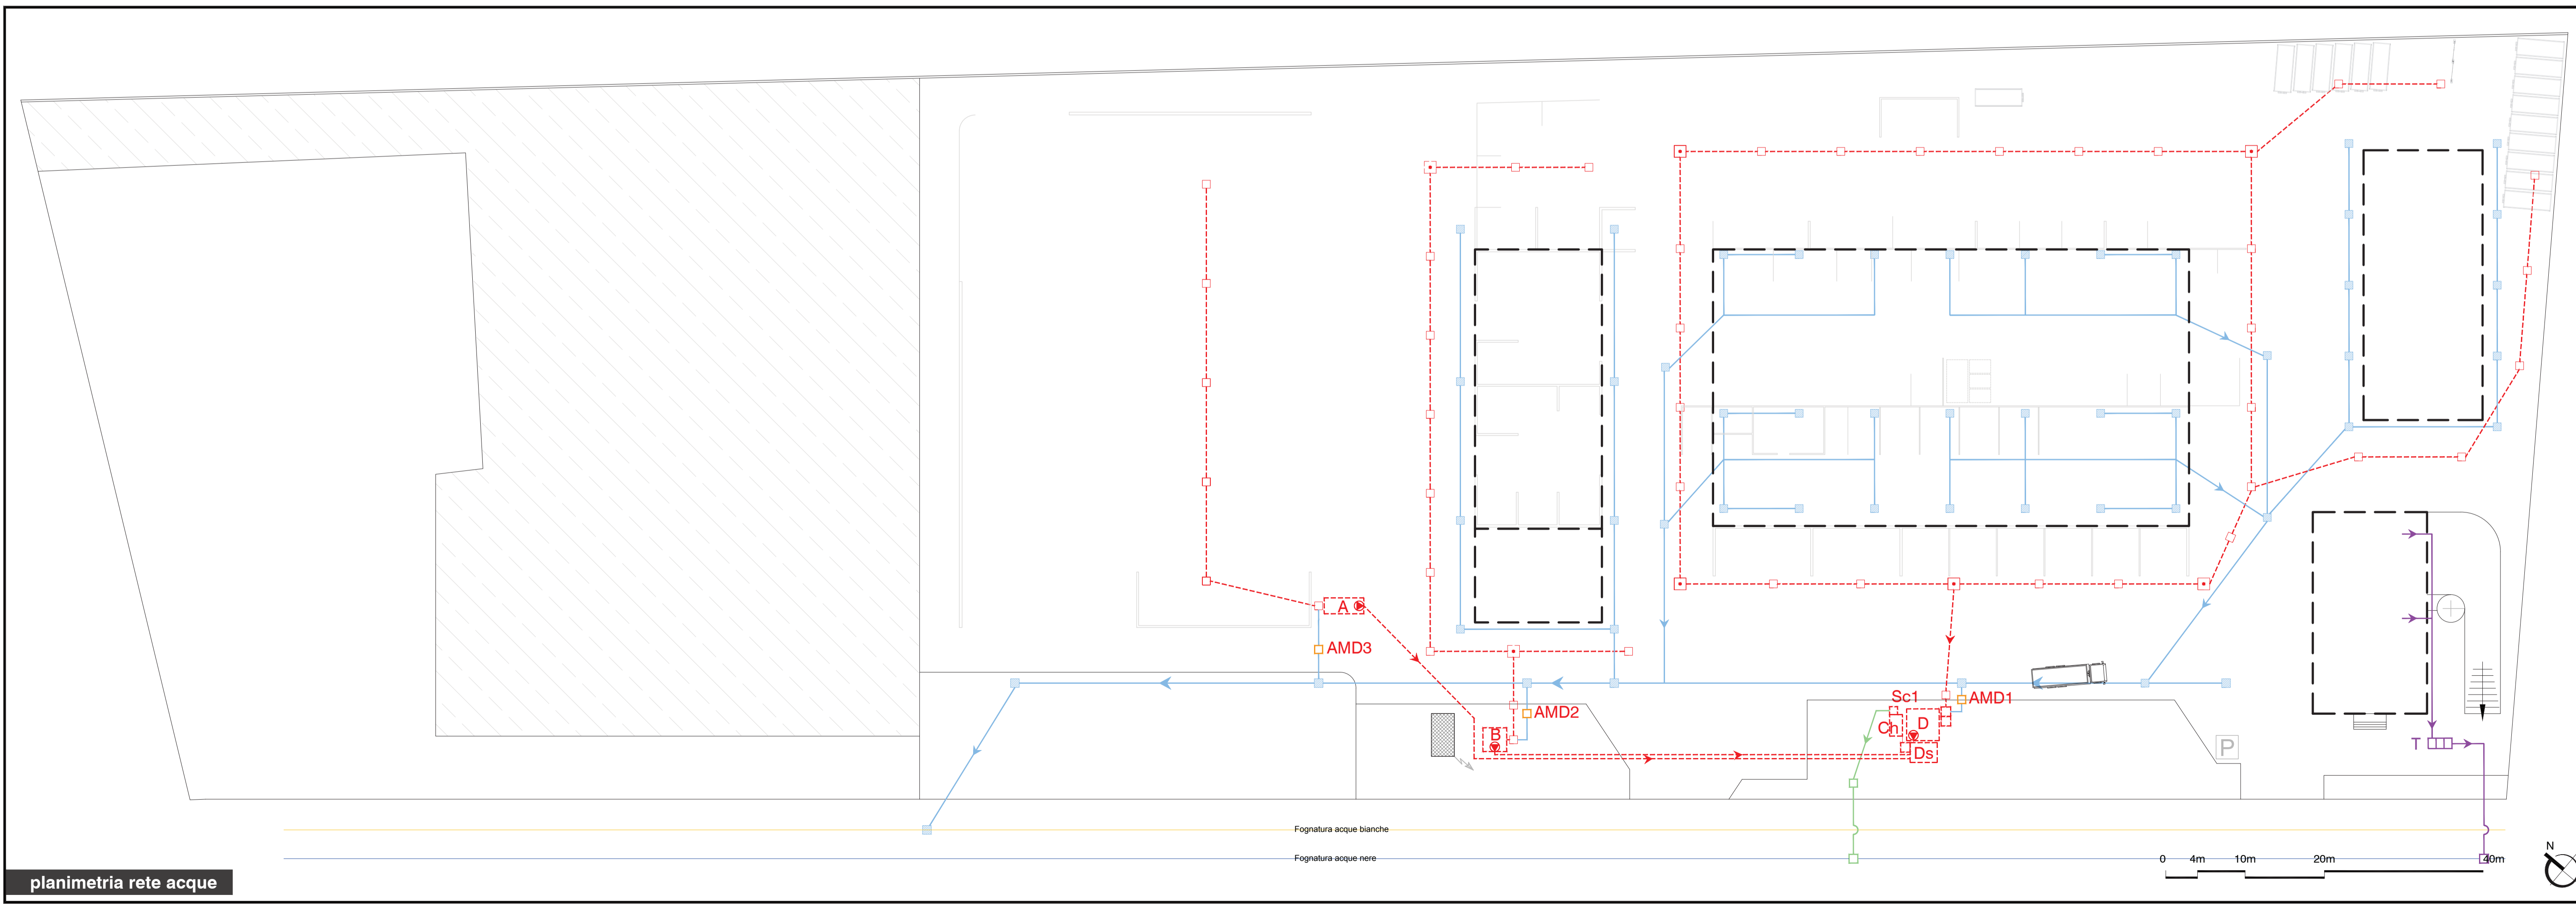 A
AMD3
AMD2
B
Sc1
AMD1
Ch
D
Ds
T
P
Fognatura acque bianche
Fognatura acque nere
0 4m 10m 20m 40m
N
planimetria rete acque